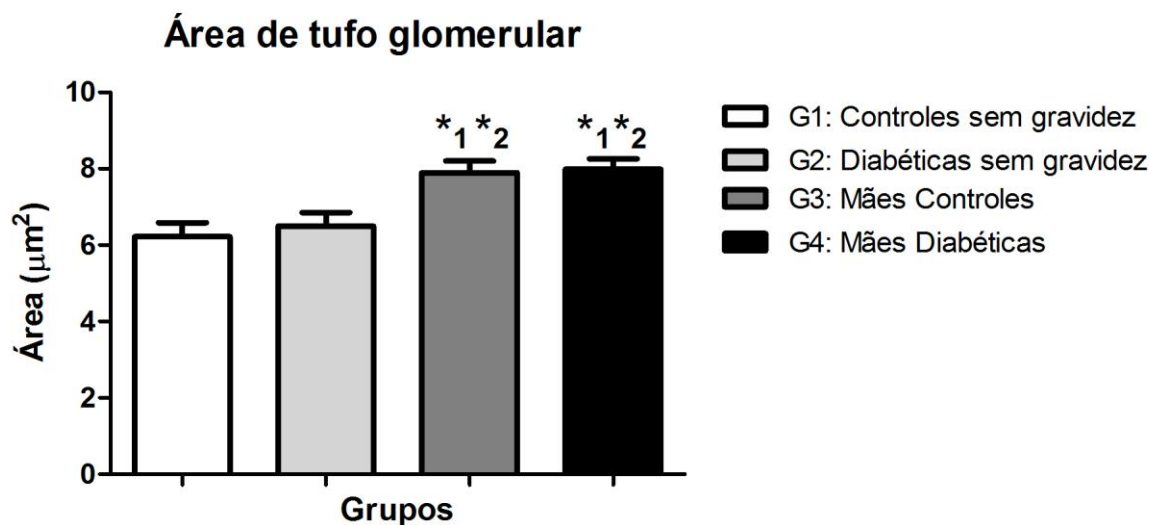 Área de tufo glomerular
Área (μm²)
10
8
6
4
2
0
*₁*₂
*₁*₂
Grupos
G1: Controles sem gravidez
G2: Diabéticas sem gravidez
G3: Mães Controles
G4: Mães Diabéticas